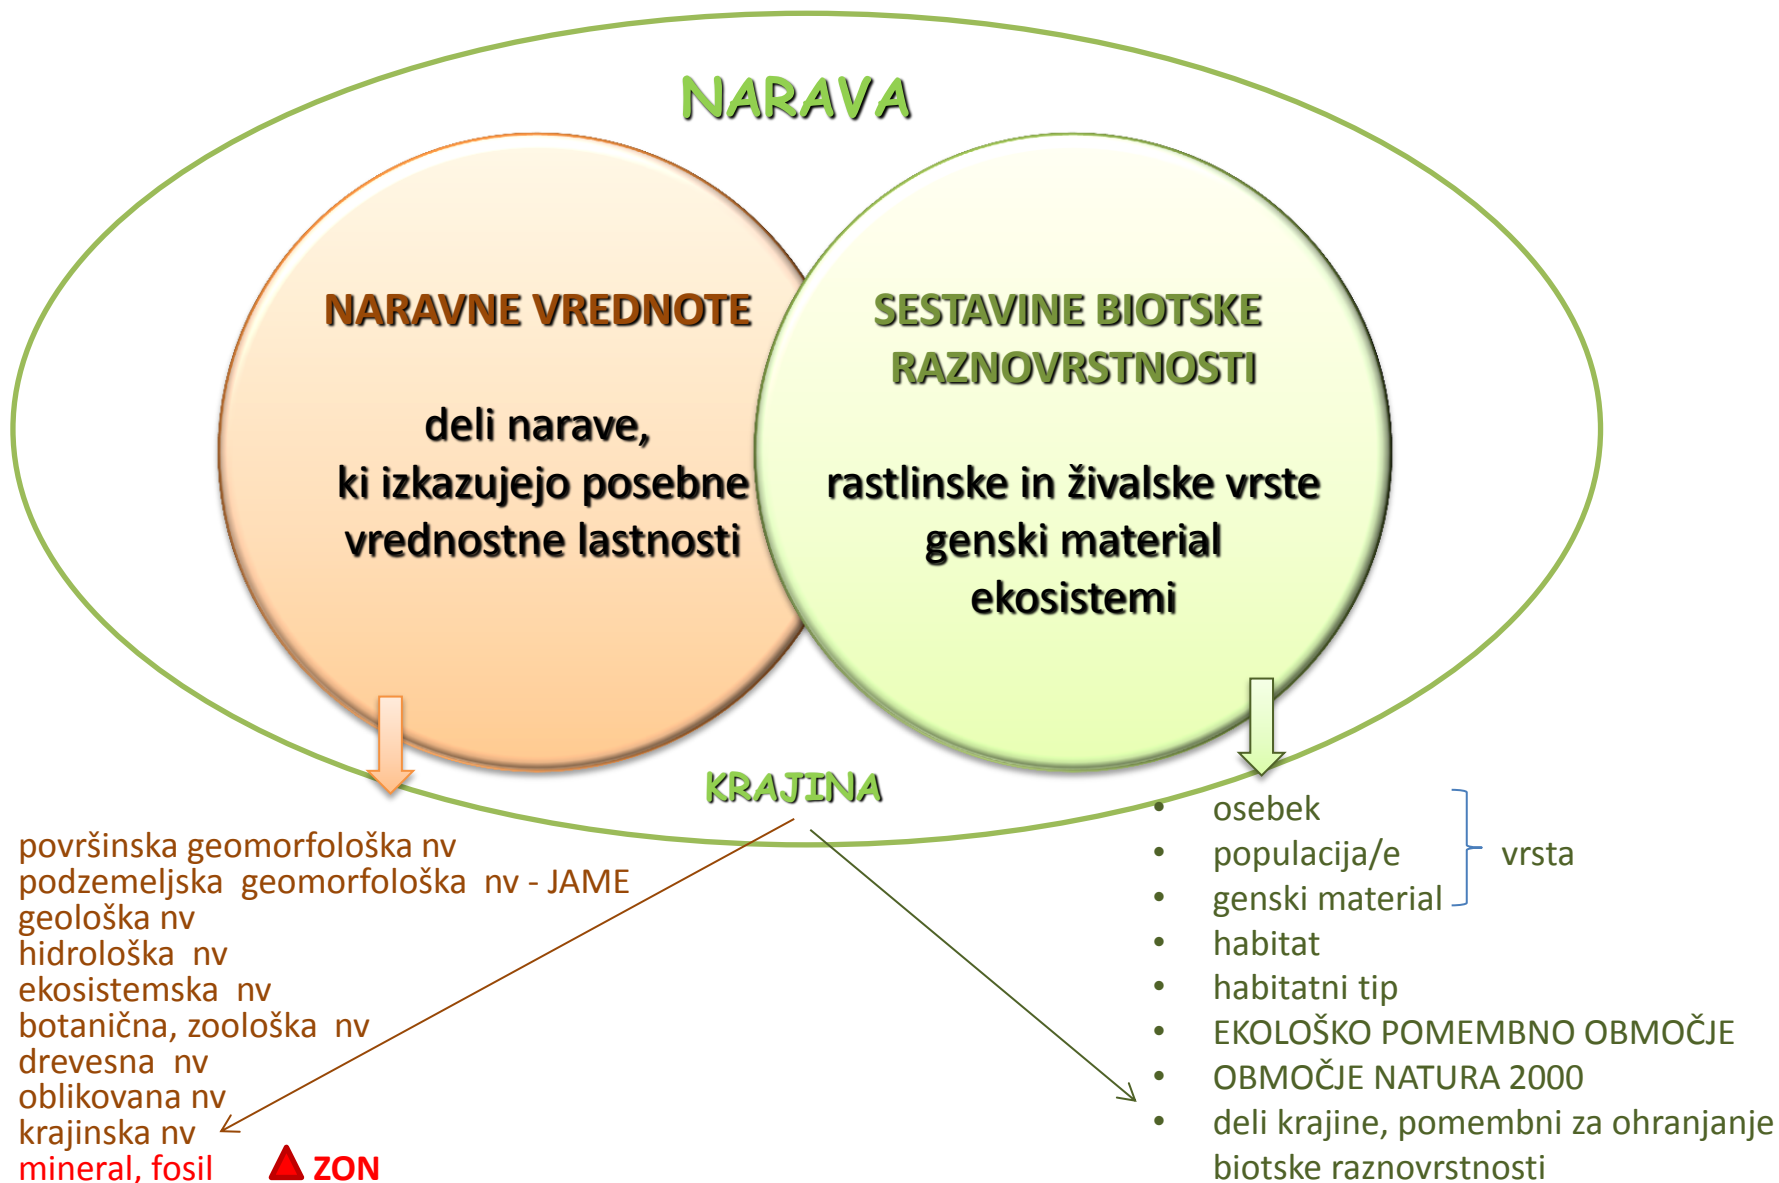 NARAVA
NARAVNE VREDNOTE
deli narave,
ki izkazujejo posebne
vrednostne lastnosti
SESTAVINE BIOTSKE
RAZNOVRSTNOSTI
rastlinske in živalske vrste
genski material
ekosistemi
KRAJINA
površinska geomorfološka nv
podzemeljska geomorfološka nv - JAME
geološka nv
hidrološka nv
ekosistemska nv
botanična, zoološka nv
drevesna nv
oblikovana nv
krajinska nv
mineral, fosil
ZON
• osebek
• populacija/e
• genski material
vrsta
• habitat
• habitatni tip
• EKOLOŠKO POMEMBNO OBMOČJE
• OBMOČJE NATURA 2000
• deli krajine, pomembni za ohranjanje
biotske raznovrstnosti